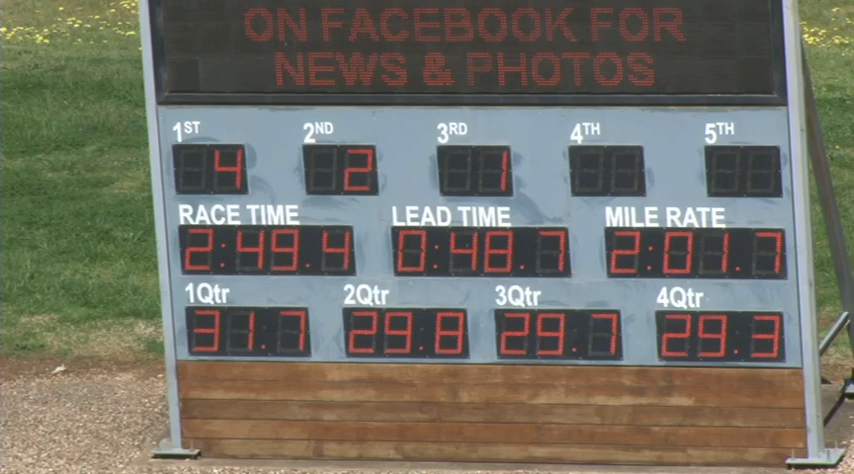 ON FACEBOOK FOR
NEWS & PHOTOS
1ST 2ND 3RD 4TH 5TH
4 2 1
RACE TIME LEAD TIME MILE RATE
2:49.4 0:48.7 2:01.7
1Qtr 2Qtr 3Qtr 4Qtr
31.7 29.8 29.7 29.3